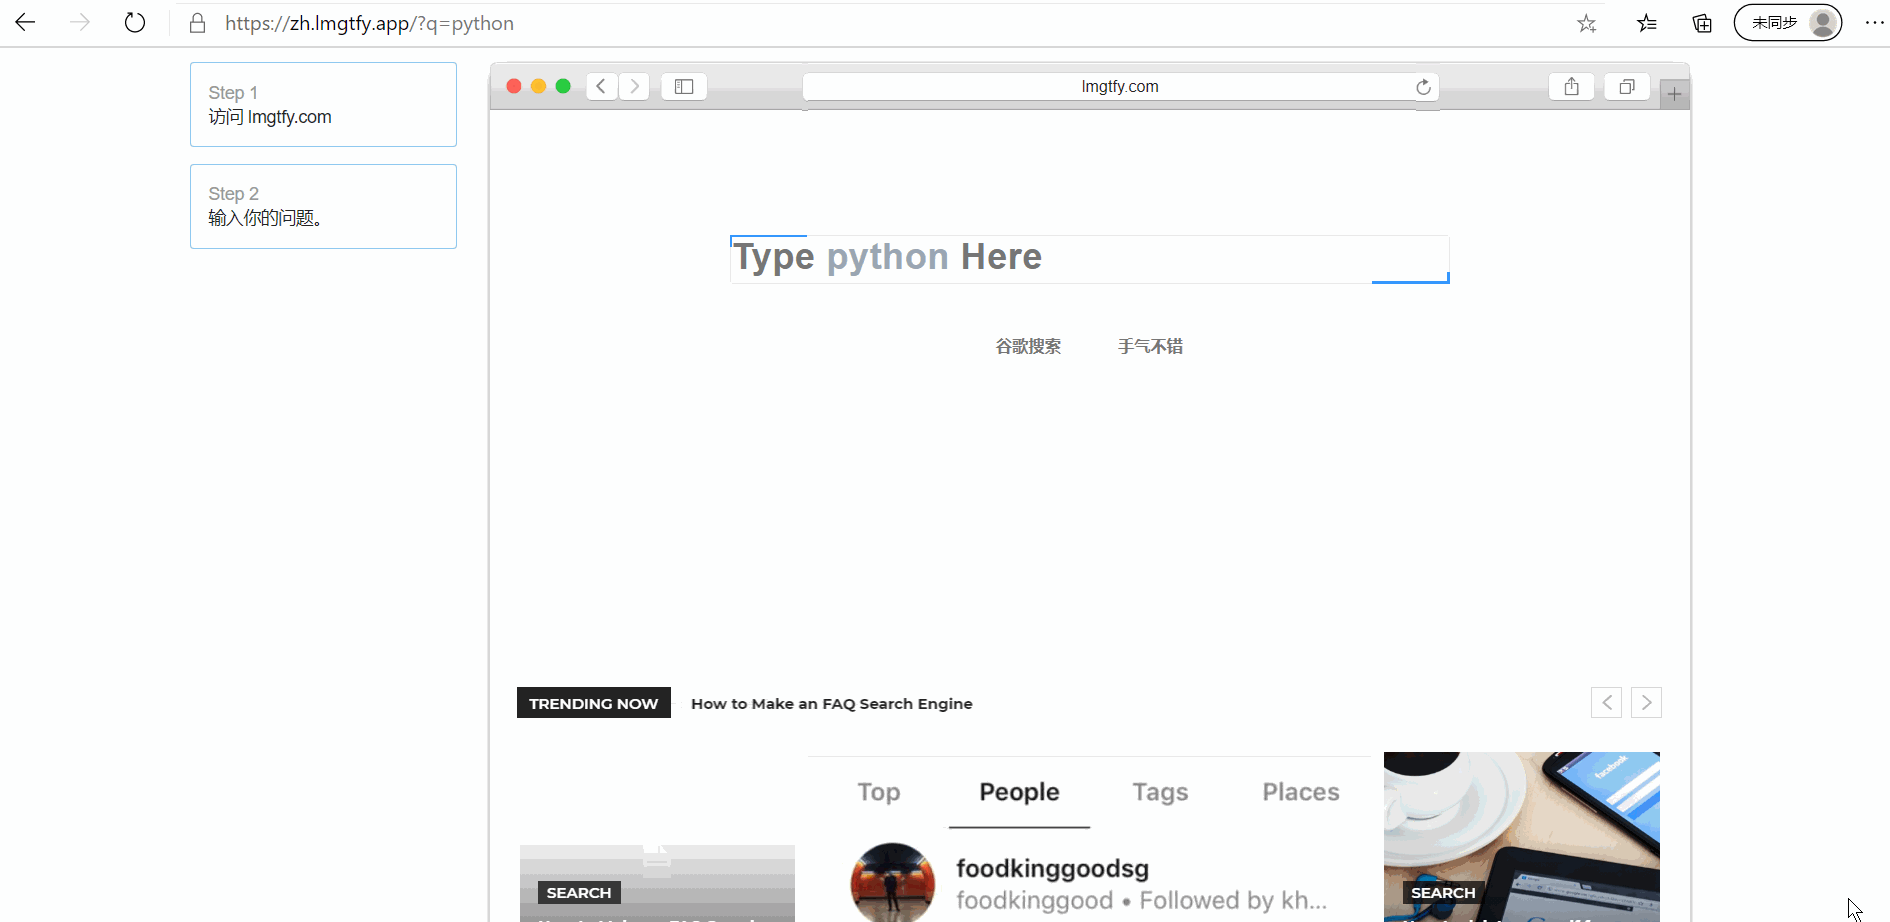 https://zh.lmgtfy.app/?q=python
未同步
Step 1
访问 lmgtfy.com
Step 2
输入你的问题。
lmgtfy.com
Type python Here
谷歌搜索 手气不错
TRENDING NOW How to Make an FAQ Search Engine
Top People Tags Places
foodkinggoodsg
foodkinggood • Followed by kh...
SEARCH
SEARCH
facebook